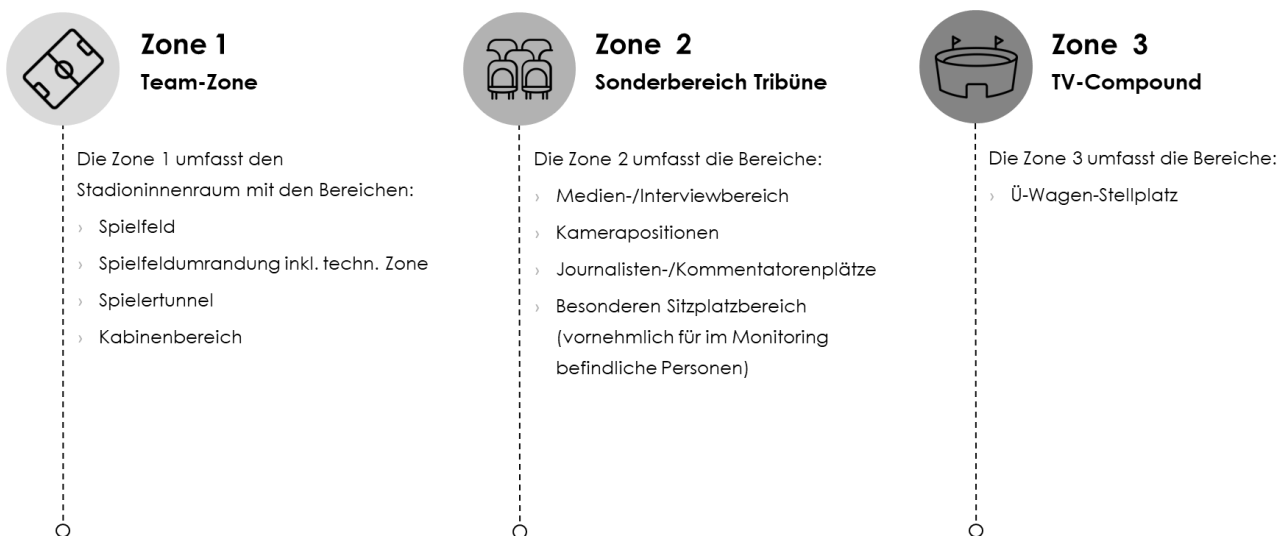 Zone 1
Team-Zone
Die Zone 1 umfasst den
Stadioninnenraum mit den Bereichen:
› Spielfeld
› Spielfeldumrandung inkl. techn. Zone
› Spielertunnel
› Kabinenbereich
Zone 2
Sonderbereich Tribüne
Die Zone 2 umfasst die Bereiche:
› Medien-/Interviewbereich
› Kamerapositionen
› Journalisten-/Kommentatorenplätze
› Besonderen Sitzplatzbereich
(vornehmlich für im Monitoring
befindliche Personen)
Zone 3
TV-Compound
Die Zone 3 umfasst die Bereiche:
› Ü-Wagen-Stellplatz